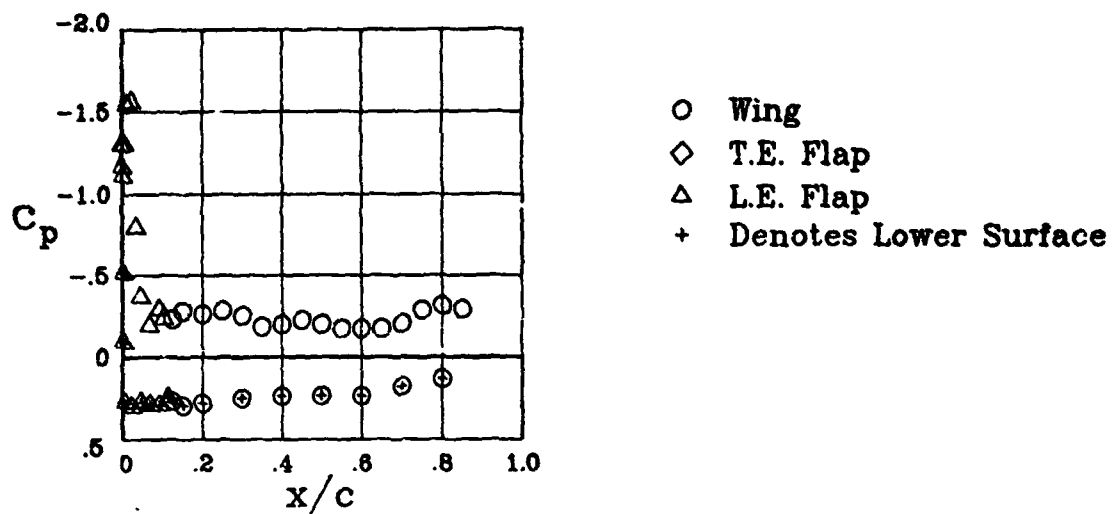 -2.0
-1.5
-1.0
-.5
0
.5
Cp
0 .2 .4 .6 .8 1.0
x/c
Wing
T.E. Flap
L.E. Flap
+ Denotes Lower Surface